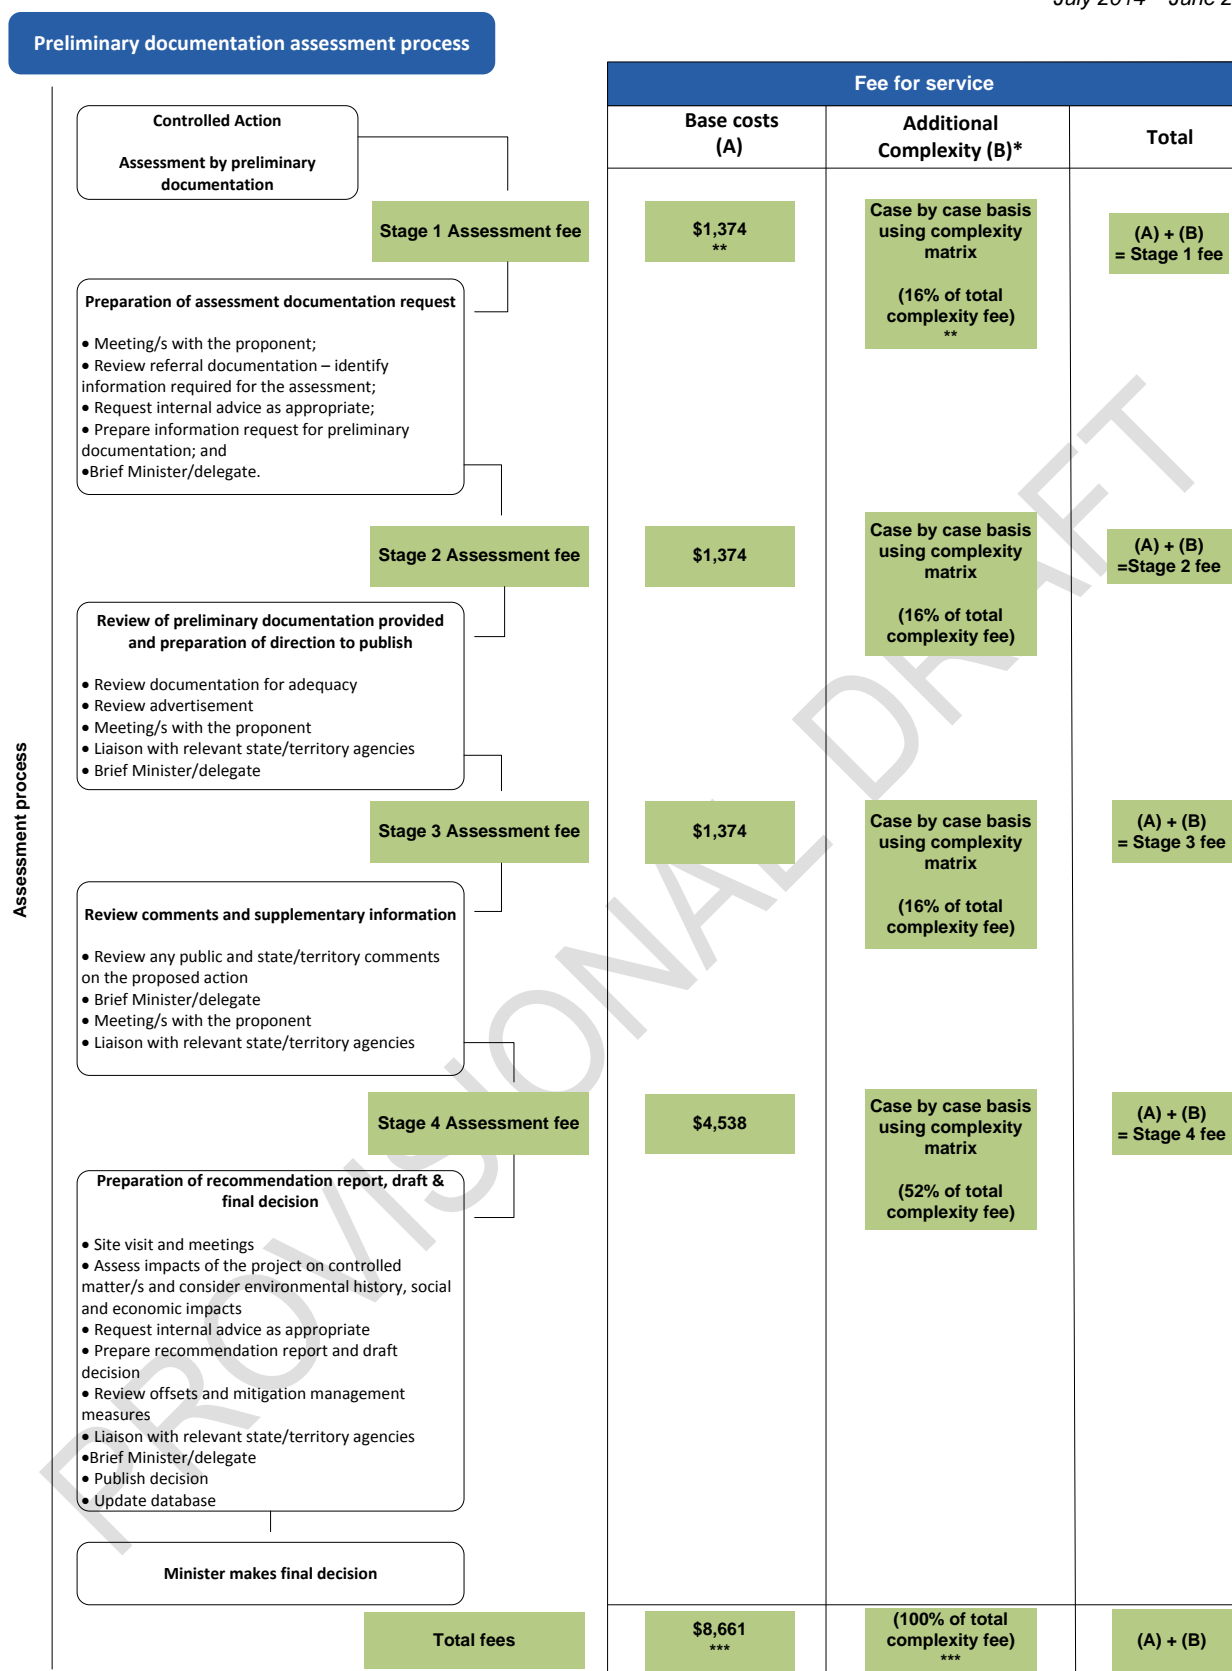 July 2014 – June 2
Preliminary documentation assessment process
Fee for service
Base costs
(A)
Additional
Complexity (B)*
Total
Controlled Action
Assessment by preliminary
documentation
Stage 1 Assessment fee
$1,374
**
Case by case basis
using complexity
matrix
(16% of total
complexity fee)
**
(A) + (B)
= Stage 1 fee
Preparation of assessment documentation request
• Meeting/s with the proponent;
• Review referral documentation – identify
information required for the assessment;
• Request internal advice as appropriate;
• Prepare information request for preliminary
documentation; and
•Brief Minister/delegate.
Stage 2 Assessment fee
$1,374
Case by case basis
using complexity
matrix
(16% of total
complexity fee)
(A) + (B)
=Stage 2 fee
Review of preliminary documentation provided
and preparation of direction to publish
• Review documentation for adequacy
• Review advertisement
• Meeting/s with the proponent
• Liaison with relevant state/territory agencies
• Brief Minister/delegate
Assessment process
Stage 3 Assessment fee
$1,374
Case by case basis
using complexity
matrix
(16% of total
complexity fee)
(A) + (B)
= Stage 3 fee
Review comments and supplementary information
• Review any public and state/territory comments
on the proposed action
• Brief Minister/delegate
• Meeting/s with the proponent
• Liaison with relevant state/territory agencies
Stage 4 Assessment fee
$4,538
Case by case basis
using complexity
matrix
(52% of total
complexity fee)
(A) + (B)
= Stage 4 fee
Preparation of recommendation report, draft &
final decision
• Site visit and meetings
• Assess impacts of the project on controlled
matter/s and consider environmental history, social
and economic impacts
• Request internal advice as appropriate
• Prepare recommendation report and draft
decision
• Review offsets and mitigation management
measures
• Liaison with relevant state/territory agencies
•Brief Minister/delegate
• Publish decision
• Update database
Minister makes final decision
Total fees
$8,661
***
(100% of total
complexity fee)
***
(A) + (B)
PROVISIONAL DRAFT